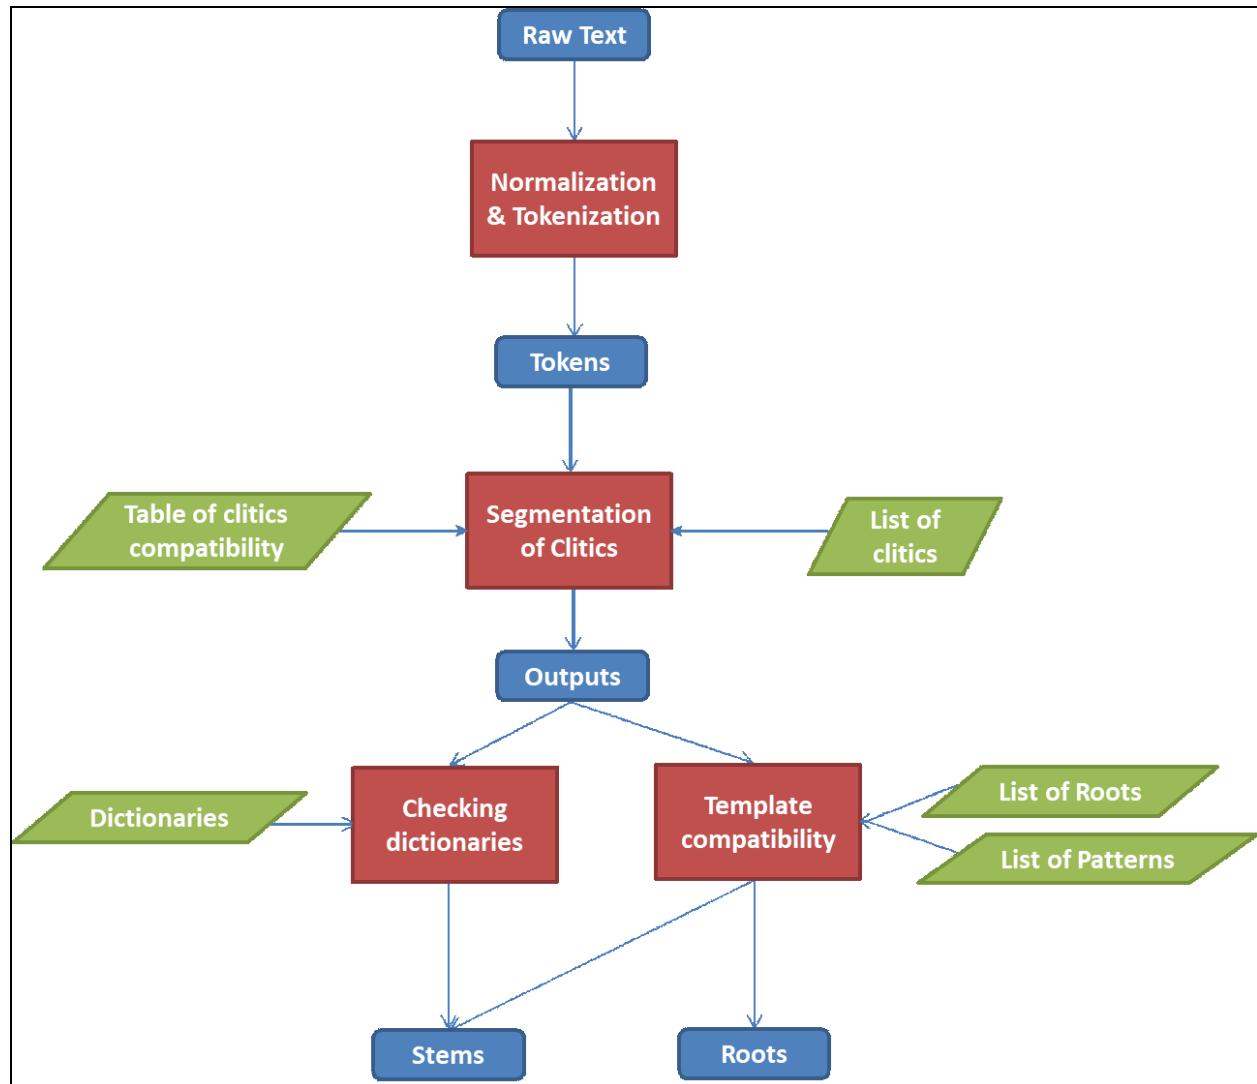 Raw Text
Normalization
& Tokenization
Tokens
Table of clitics
compatibility
Segmentation
of Clitics
List of
clitics
Outputs
Dictionaries
Checking
dictionaries
Template
compatibility
List of Roots
List of Patterns
Stems
Roots